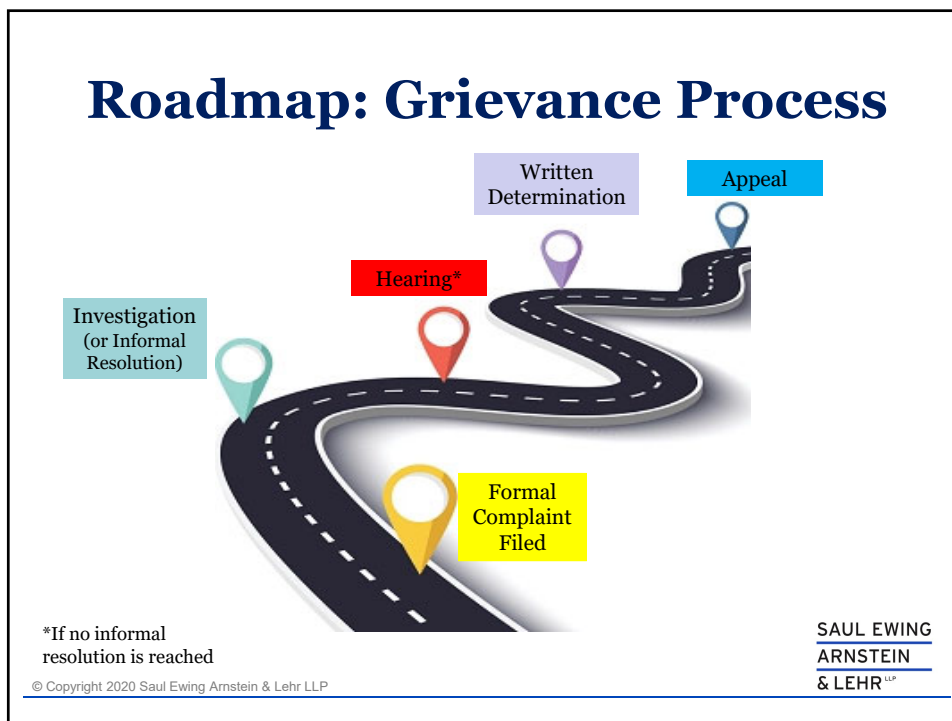 Roadmap: Grievance Process
Written
Determination
Appeal
Hearing*
Investigation
(or Informal
Resolution)
Formal
Complaint
Filed
*If no informal
resolution is reached
© Copyright 2020 Saul Ewing Arnstein & Lehr LLP
SAUL EWING
ARNSTEIN
& LEHR LLP